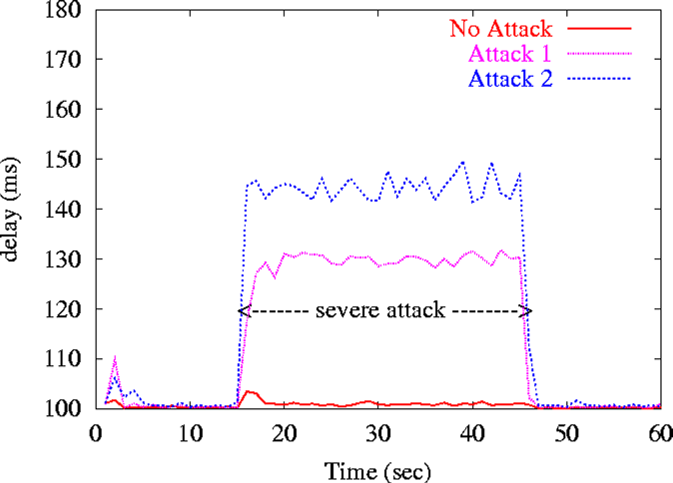 180
170
160
150
140
130
120
110
100
delay (ms)
No Attack
Attack 1
Attack 2
severe attack
0
10
20
30
40
50
60
Time (sec)